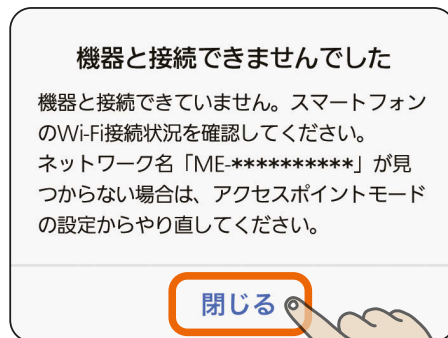 機器と接続できませんでした
機器と接続できていません。スマートフォン
のWi-Fi接続状況を確認してください。
ネットワーク名「ME-**********」が見
つからない場合は、アクセスポイントモード
の設定からやり直してください。
閉じる